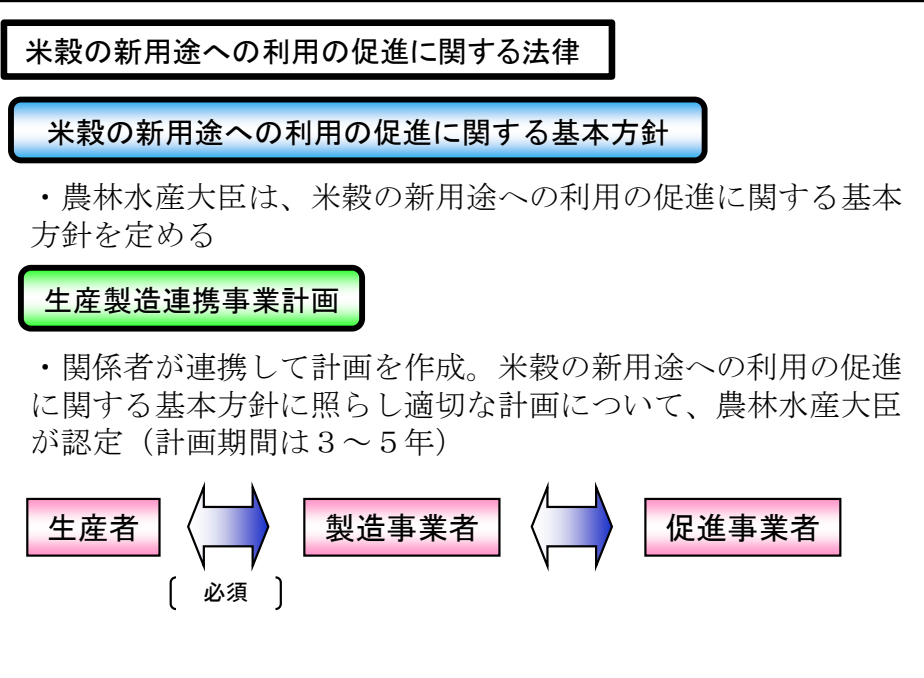 米穀の新用途への利用の促進に関する法律
米穀の新用途への利用の促進に関する基本方針
・農林水産大臣は、米穀の新用途への利用の促進に関する基本
方針を定める
生産製造連携事業計画
・関係者が連携して計画を作成。米穀の新用途への利用の促進
に関する基本方針に照らし適切な計画について、農林水産大臣
が認定（計画期間は３～５年）
生産者 製造事業者 促進事業者
〔 必須 〕